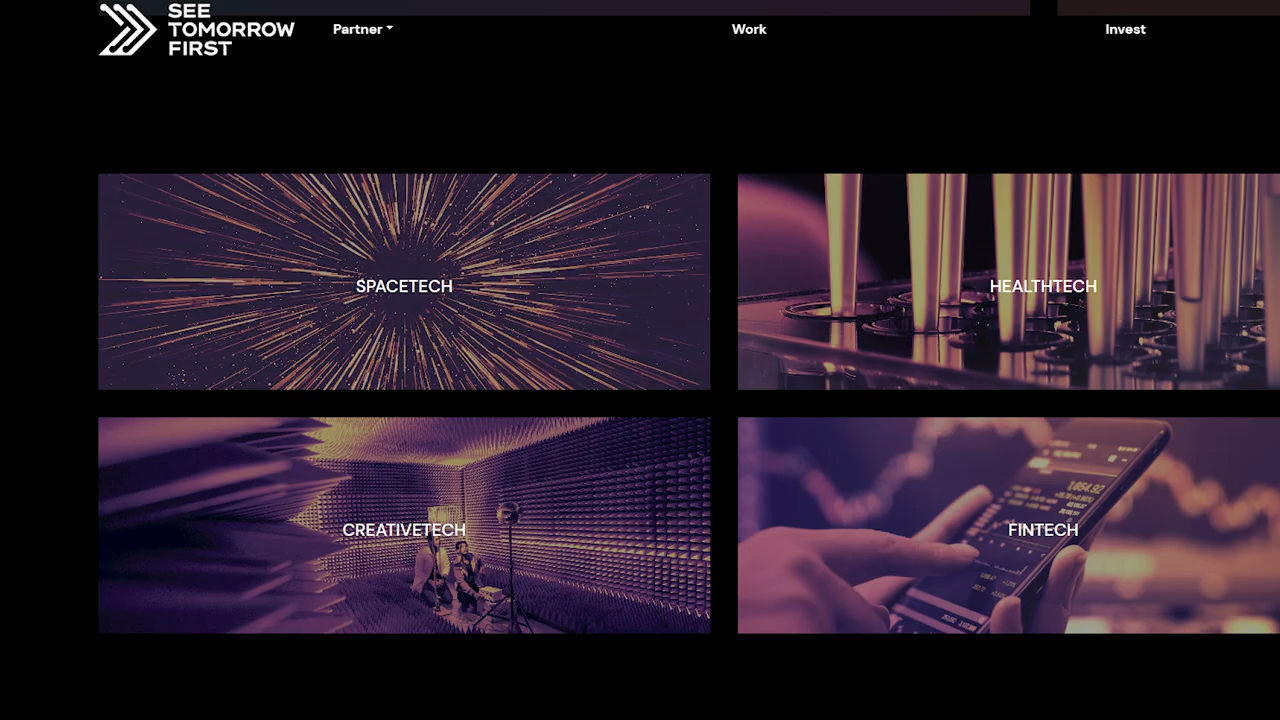 SEE
TOMORROW
FIRST
Partner
Work
Invest
SPACETECH
HEALTHTECH
CREATIVETECH
FINTECH